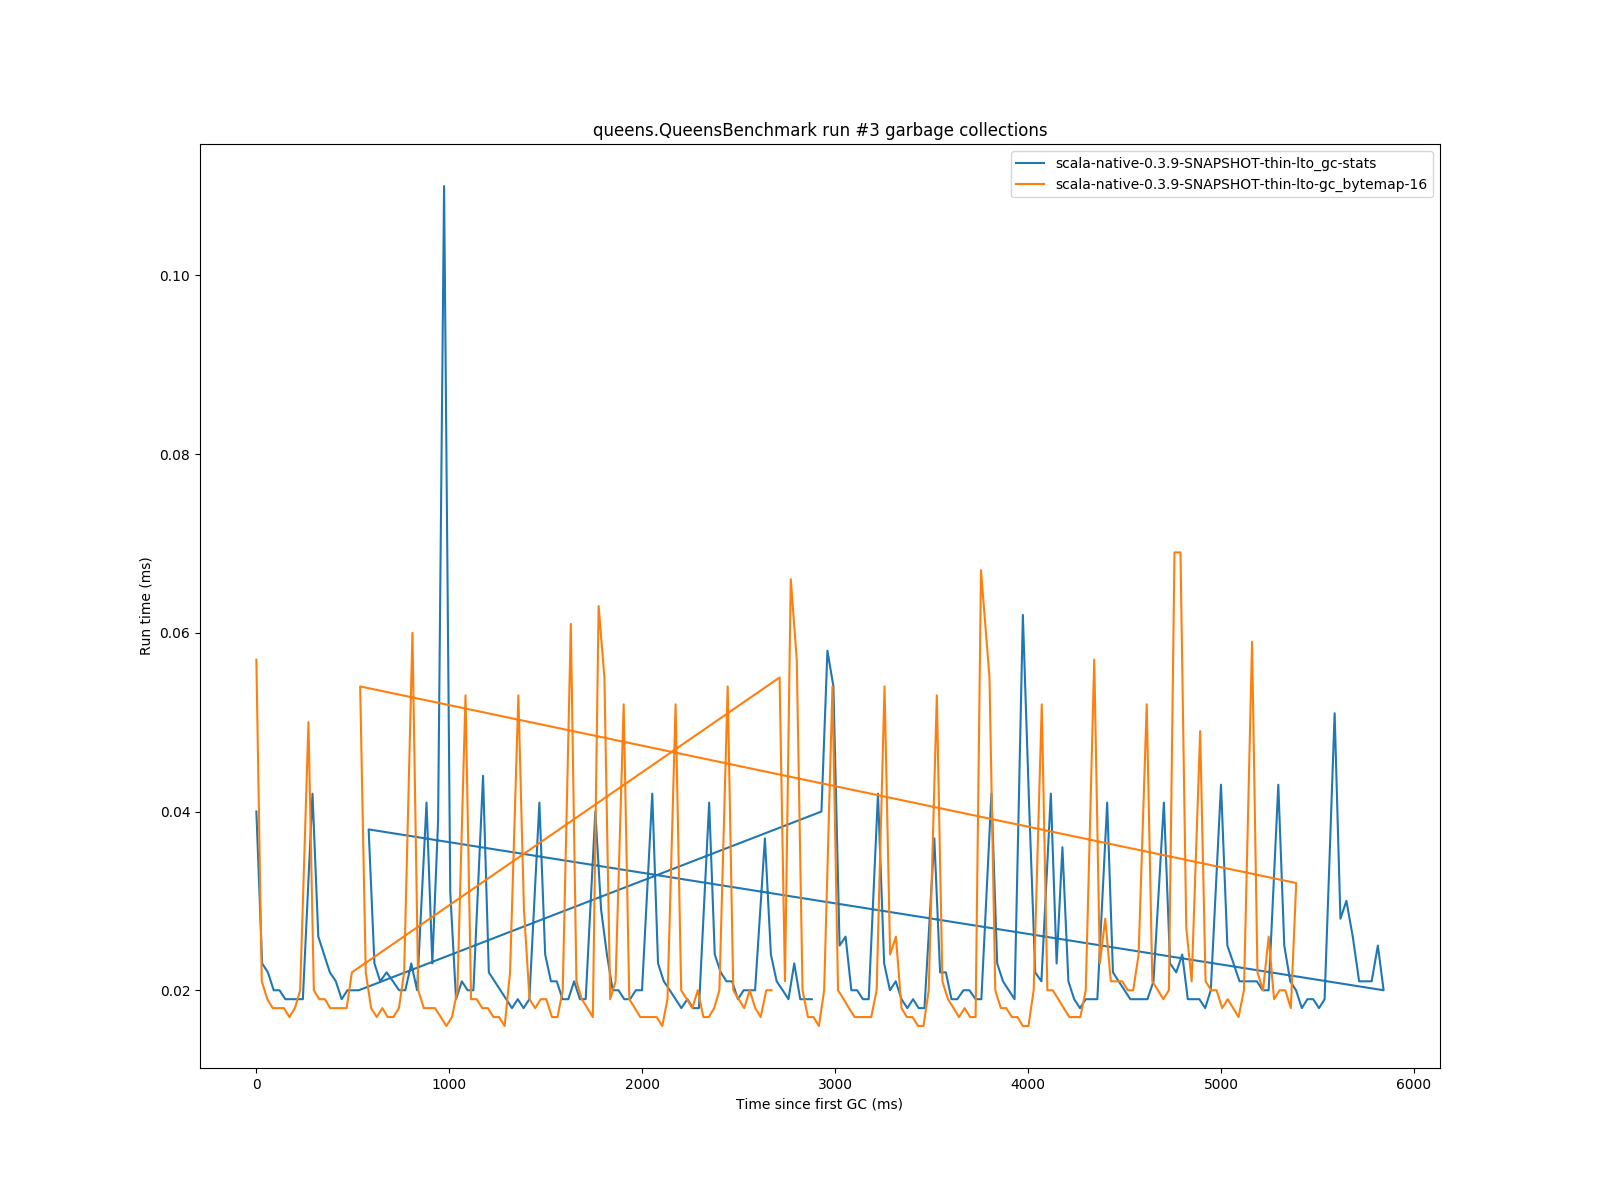 queens.QueensBenchmark run #3 garbage collections
scala-native-0.3.9-SNAPSHOT-thin-lto_gc-stats
scala-native-0.3.9-SNAPSHOT-thin-lto-gc_bytemap-16
0.10
0.08
0.06
0.04
0.02
Run time (ms)
0 1000 2000 3000 4000 5000 6000
Time since first GC (ms)